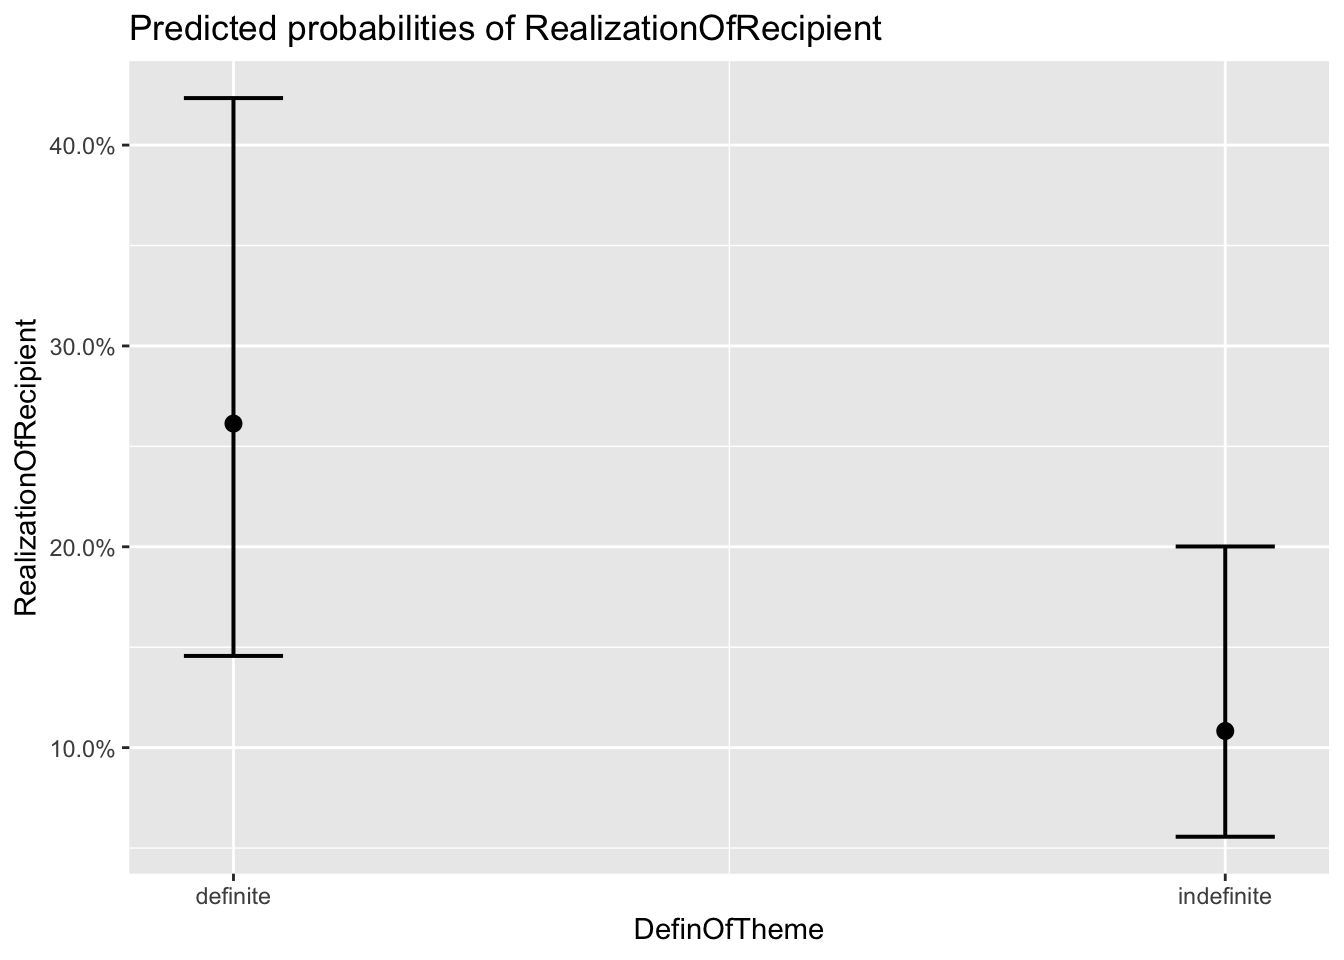 Predicted probabilities of RealizationOfRecipient
RealizationOfRecipient
40.0%
30.0%
20.0%
10.0%
definite
indefinite
DefinOfTheme